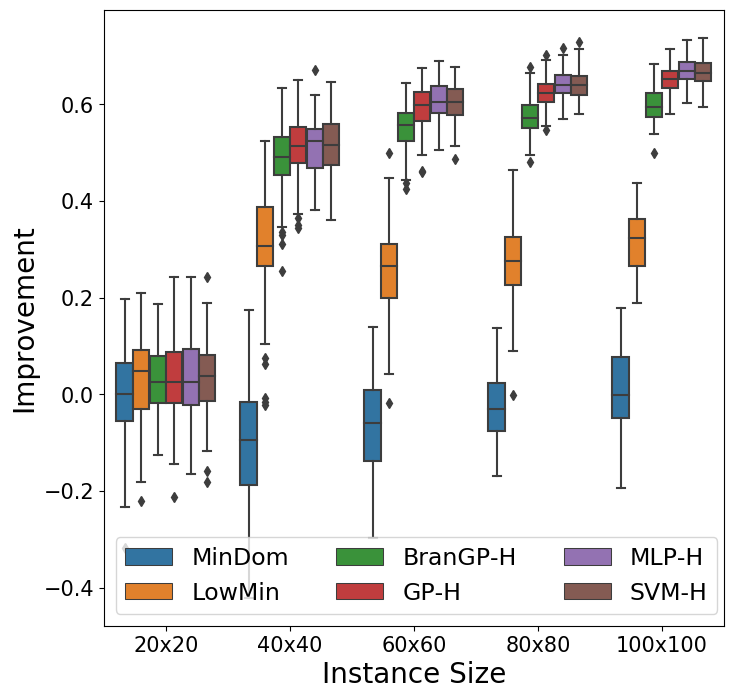 Improvement
0.6
0.4
0.2
0.0
−0.2
−0.4
MinDom BranGP-H MLP-H
LowMin GP-H SVM-H
20x20 40x40 60x60 80x80 100x100
Instance Size